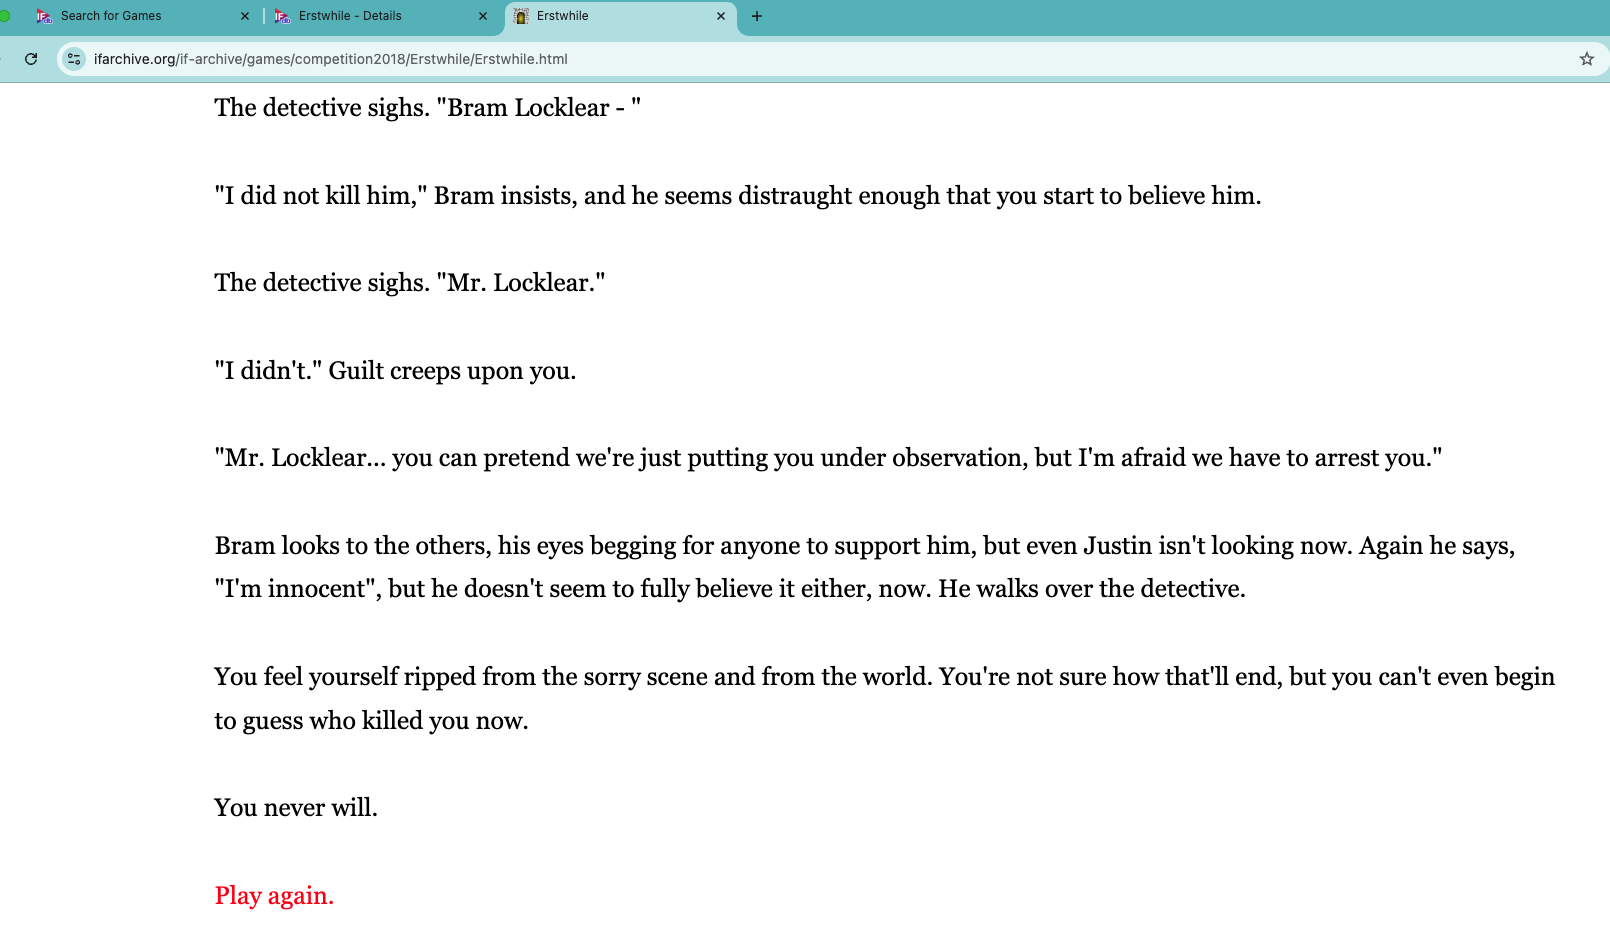 Search for Games
Erstwhile - Details
Erstwhile
ifarchive.org/if-archive/games/competition2018/Erstwhile/Erstwhile.html
The detective sighs. "Bram Locklear - "
"I did not kill him," Bram insists, and he seems distraught enough that you start to believe him.
The detective sighs. "Mr. Locklear."
"I didn't." Guilt creeps upon you.
"Mr. Locklear... you can pretend we're just putting you under observation, but I'm afraid we have to arrest you."
Bram looks to the others, his eyes begging for anyone to support him, but even Justin isn't looking now. Again he says,
"I'm innocent", but he doesn't seem to fully believe it either, now. He walks over the detective.
You feel yourself ripped from the sorry scene and from the world. You're not sure how that'll end, but you can't even begin
to guess who killed you now.
You never will.
Play again.